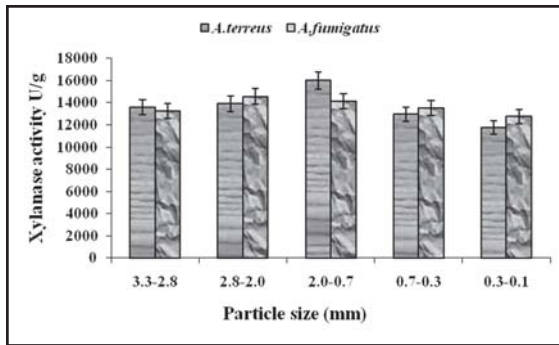 A.terreus A.fumigatus
Xylanase activity U/g
18000
16000
14000
12000
10000
8000
6000
4000
2000
0
3.3-2.8 2.8-2.0 2.0-0.7 0.7-0.3 0.3-0.1
Particle size (mm)